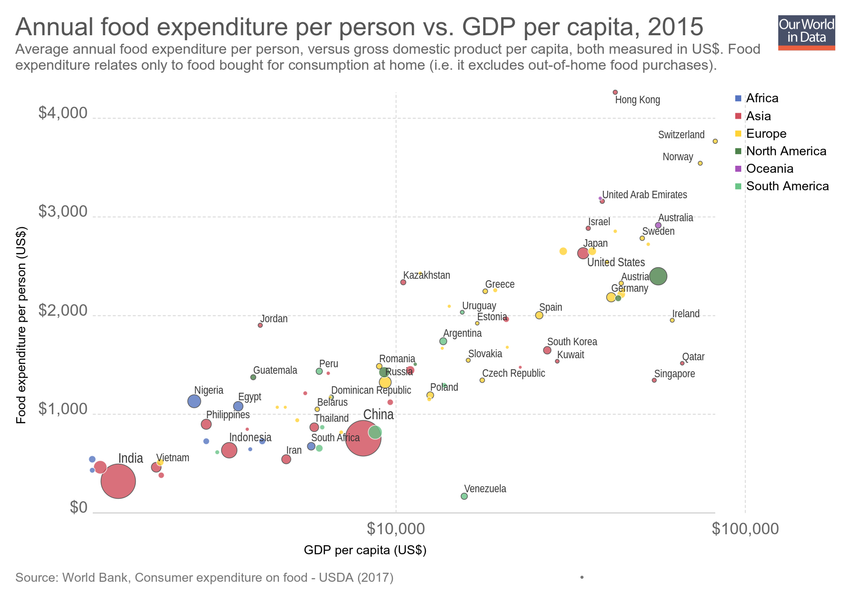 Annual food expenditure per person vs. GDP per capita, 2015
Our World
in Data
Average annual food expenditure per person, versus gross domestic product per capita, both measured in US$. Food
expenditure relates only to food bought for consumption at home (i.e. it excludes out-of-home food purchases).
Africa
Asia
Europe
North America
Oceania
South America
Food expenditure per person (US$)
$4,000
$3,000
$2,000
$1,000
$0
Hong Kong
Switzerland
Norway
United Arab Emirates
Israel
Australia
Sweden
Japan
United States
Kazakhstan
Austria
Greece
Germany
Uruguay
Spain
Estonia
Ireland
Jordan
Argentina
South Korea
Slovakia
Kuwait
Romania
Qatar
Peru
Guatemala
Russia
Czech Republic
Singapore
Nigeria
Dominican Republic
Poland
Egypt
Belarus
Philippines
Thailand
China
Indonesia
South Africa
Iran
India
Vietnam
Venezuela
$10,000
$100,000
GDP per capita (US$)
Source: World Bank, Consumer expenditure on food - USDA (2017)